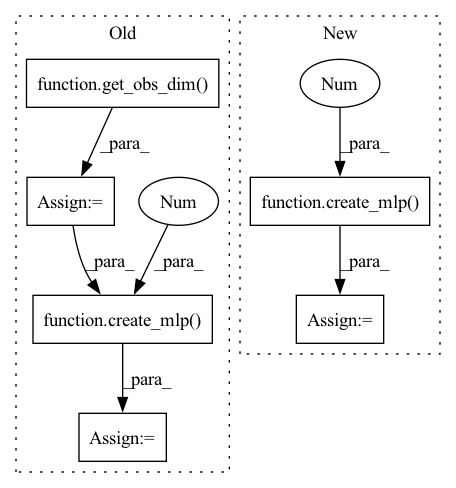 Old
New
function.get_obs_dim()
Num
_para_
_para_
Assign:=
Num
function.create_mlp()
_para_
_para_
_para_
function.create_mlp()
Assign:=
_para_
Assign:=